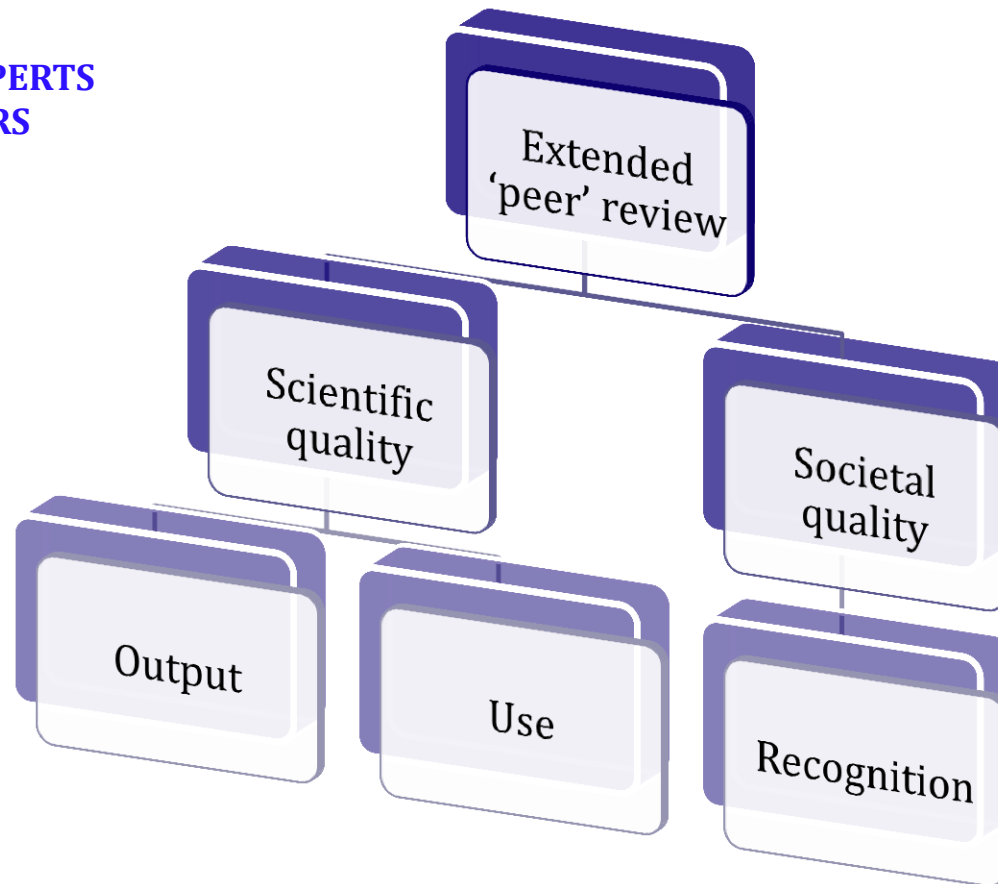 PERTS
RS
Extended
‘peer’ review
Scientific
quality
Societal
quality
Output
Use
Recognition